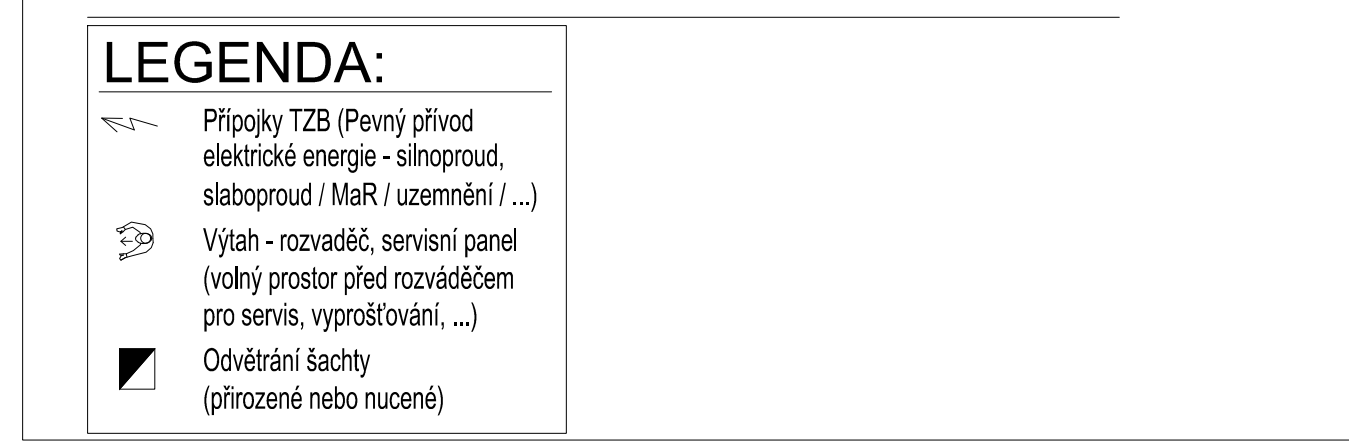 LEGENDA:
Přípojky TZB (Pevný přívod
elektrické energie - silnoproud,
slaboproud / MaR / uzemnění / ...)
Výtah - rozvaděč, servisní panel
(volný prostor před rozváděčem
pro servis, vyprošťování, ...)
Odvětrání šachty
(přirozené nebo nucené)